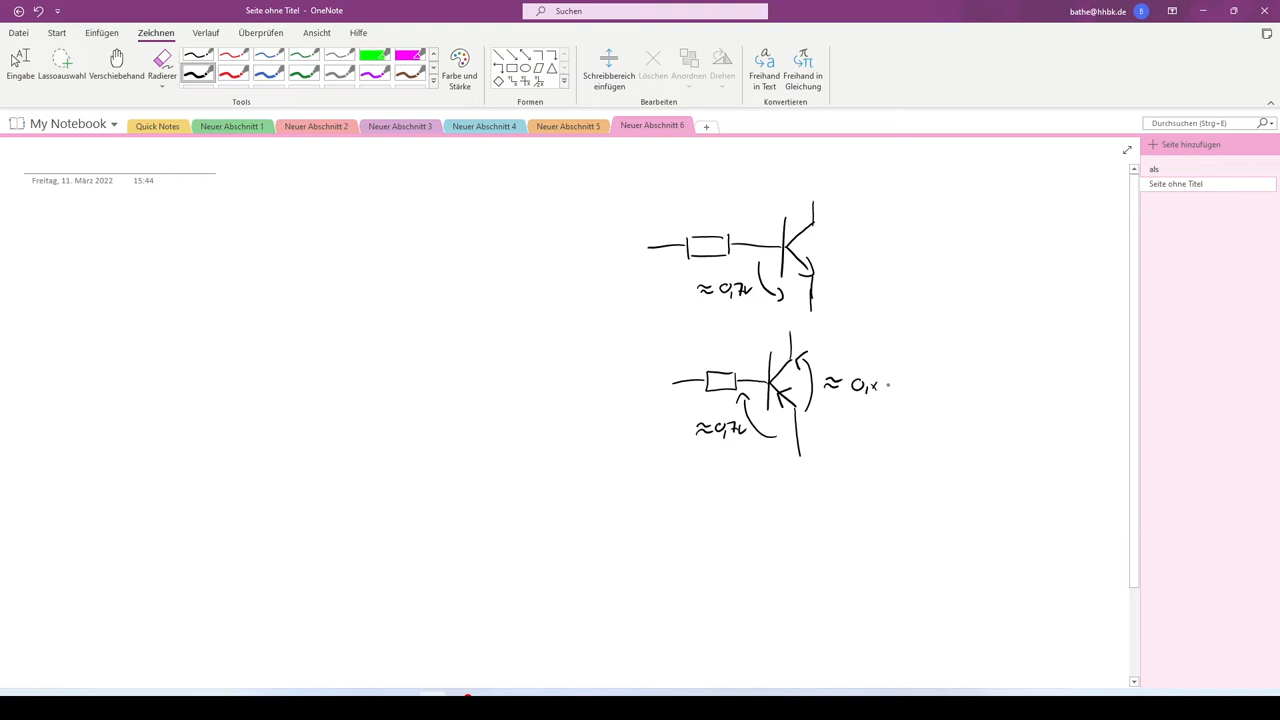 Seite ohne Titel - OneNote
Suchen
bathe@hhbk.de
B
Datei
Start
Einfügen
Zeichnen
Verlauf
Überprüfen
Ansicht
Hilfe
Eingabe
Lassoauswahl
Verschiebehand
Radierer
Farbe und Stärke
Schreibbereich einfügen
Löschen
Anordnen
Drehen
Freihand in Text
Freihand in Gleichung
Tools
Formen
Bearbeiten
Konvertieren
My Notebook
Quick Notes
Neuer Abschnitt 1
Neuer Abschnitt 2
Neuer Abschnitt 3
Neuer Abschnitt 4
Neuer Abschnitt 5
Neuer Abschnitt 6
Durchsuchen (Strg+E)
Seite hinzufügen
als
Seite ohne Titel
Freitag, 11. März 2022 15:44
≈ 0,7V
≈ 0,x
≈0,7V